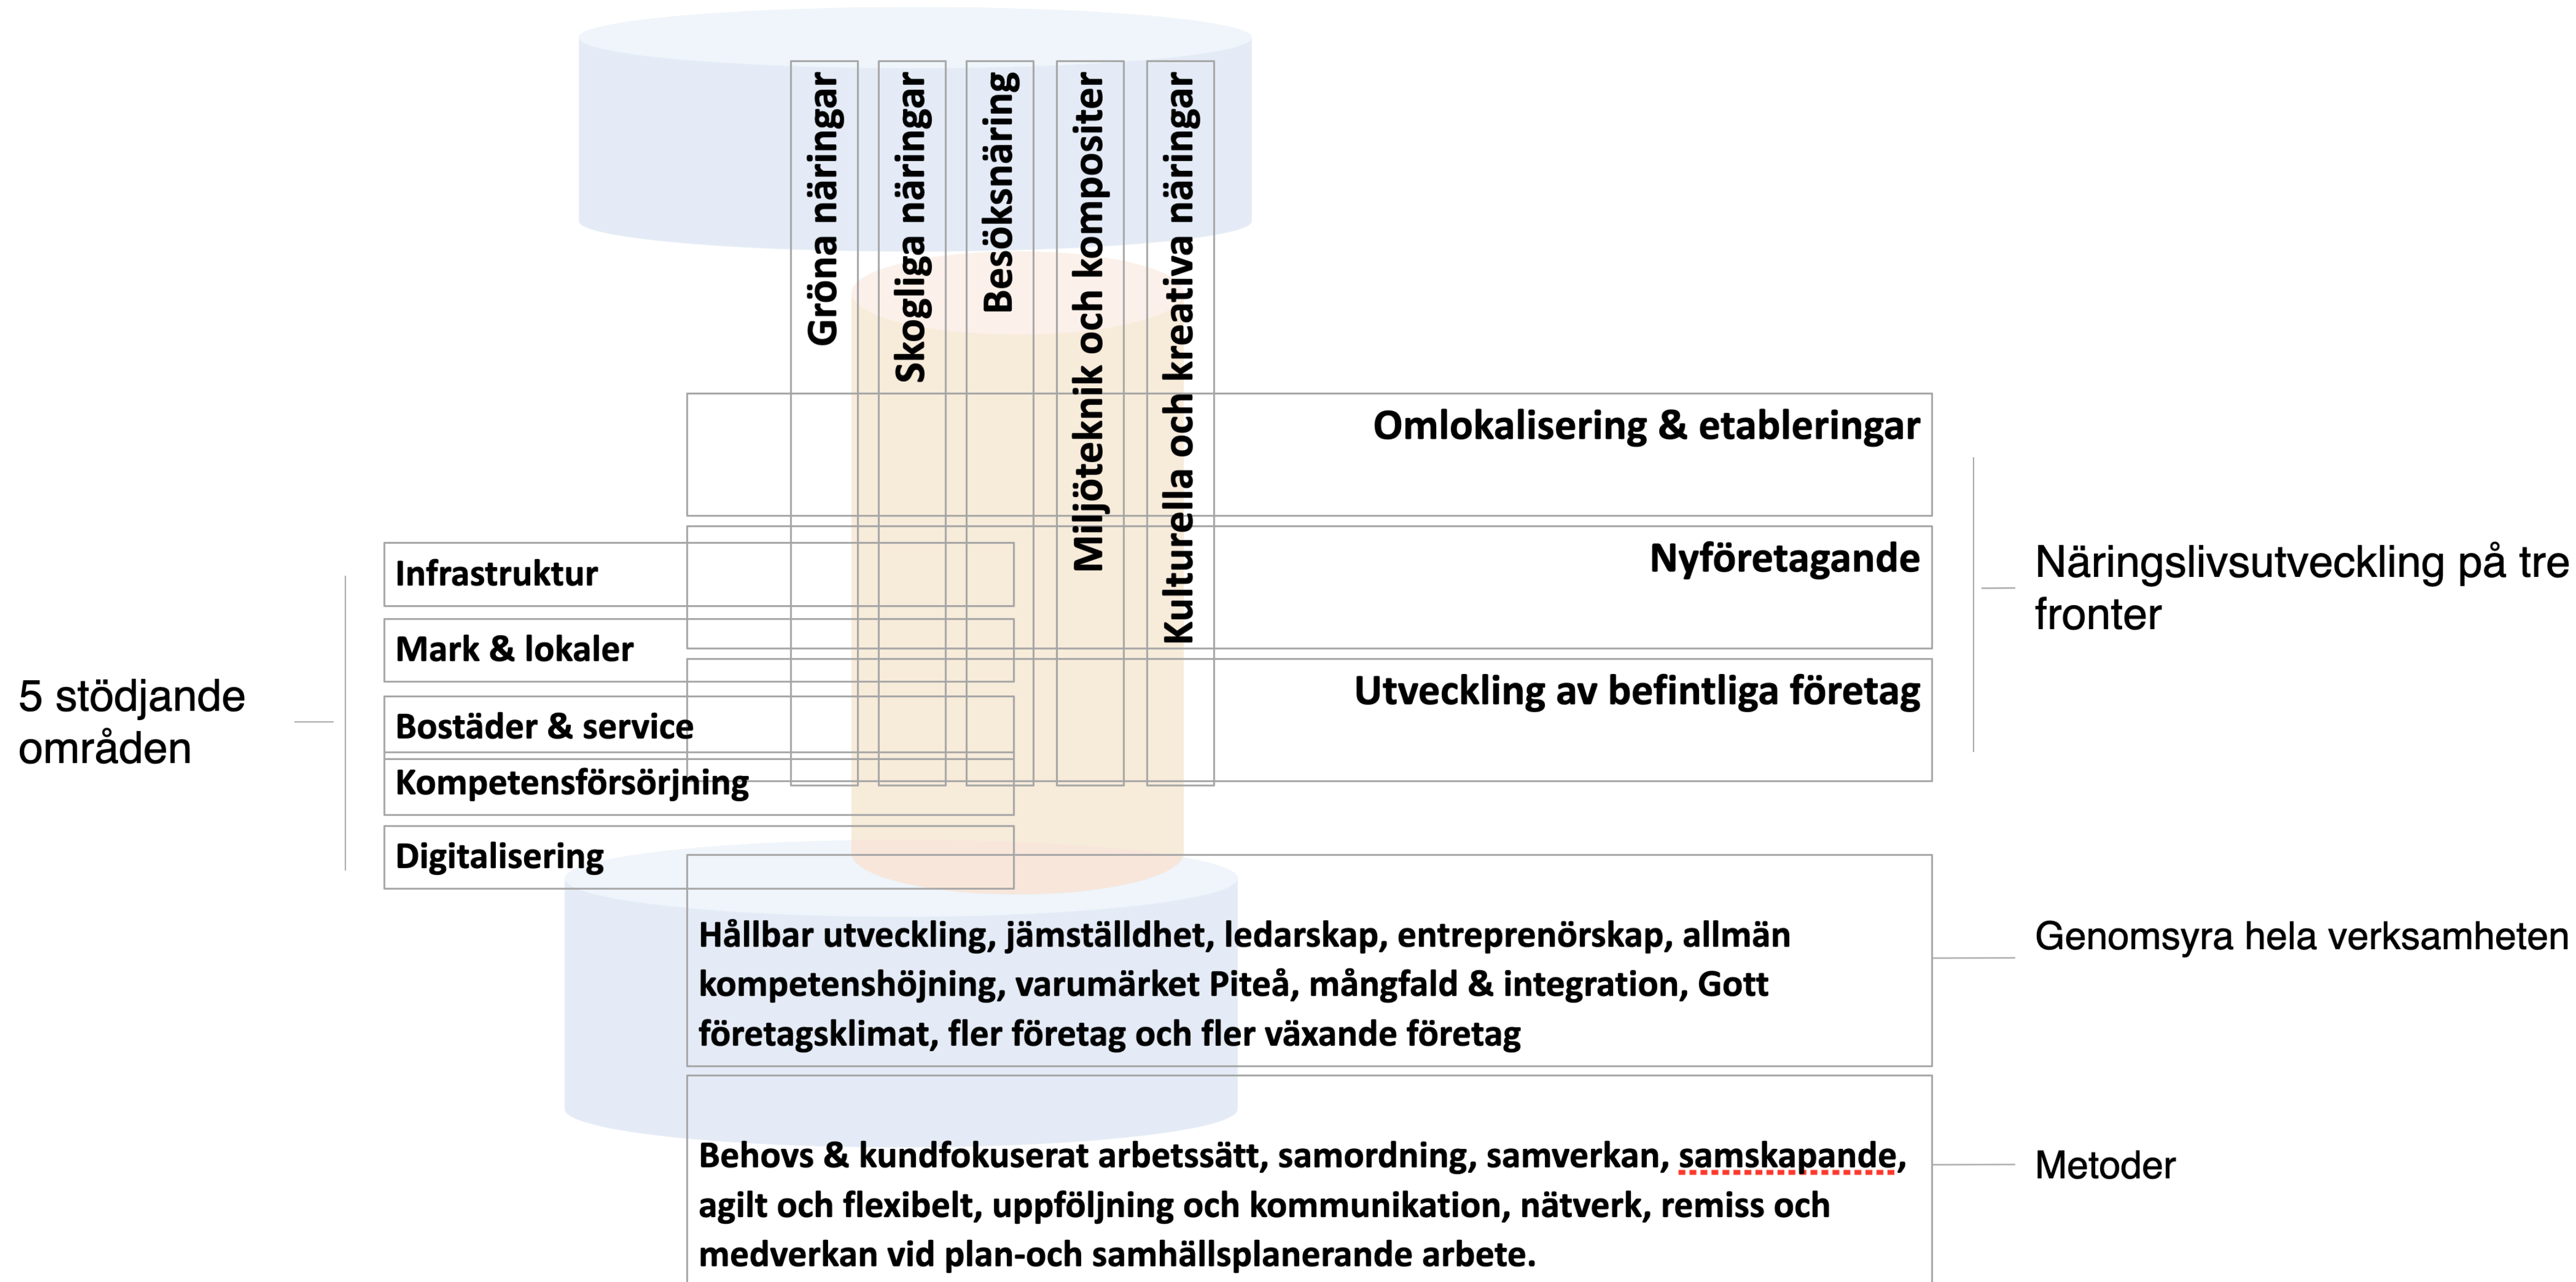 Gröna näringar
Skogliga näringar
Besöksnäring
Miljöteknik och kompositer
Kulturella och kreativa näringar
Omlokalisering & etableringar
Nyföretagande
Utveckling av befintliga företag
Näringslivsutveckling på tre
fronter
5 stödjande
områden
Infrastruktur
Mark & lokaler
Bostäder & service
Kompetensförsörjning
Digitalisering
Hållbar utveckling, jämställdhet, ledarskap, entreprenörskap, allmän
kompetenshöjning, varumärket Piteå, mångfald & integration, Gott
företagsklimat, fler företag och fler växande företag
Genomsyra hela verksamheten
Behovs & kundfokuserat arbetssätt, samordning, samverkan, samskapande,
agilt och flexibelt, uppföljning och kommunikation, nätverk, remiss och
medverkan vid plan-och samhällsplanerande arbete.
Metoder